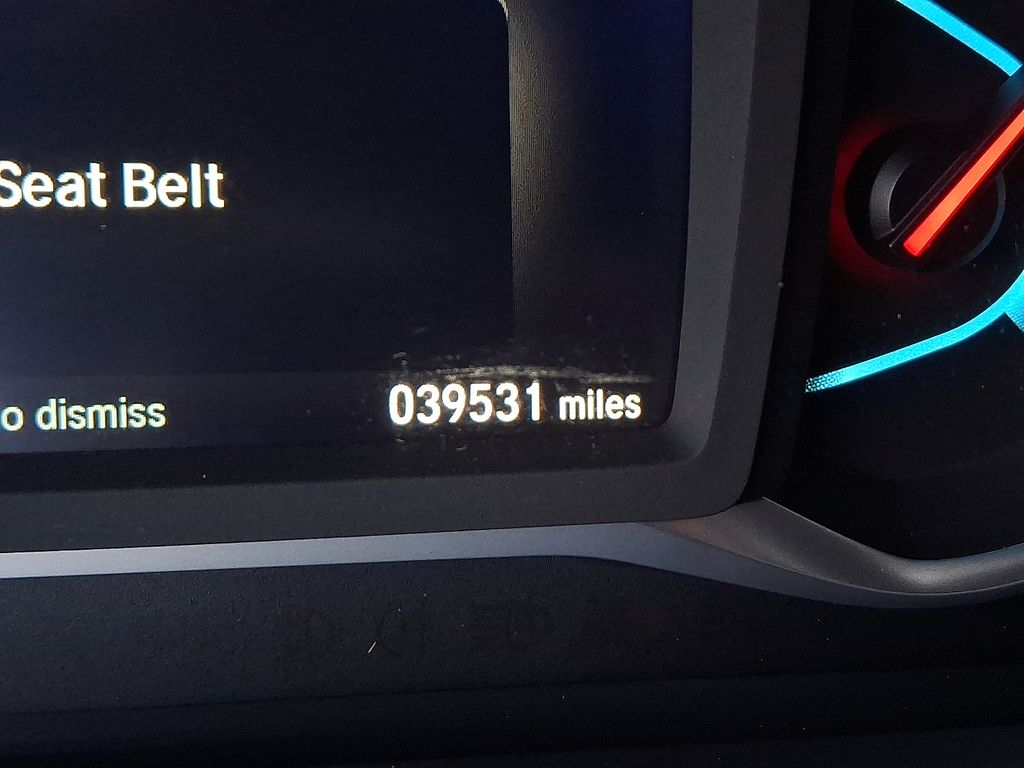 Seat Belt
o dismiss
039531 miles